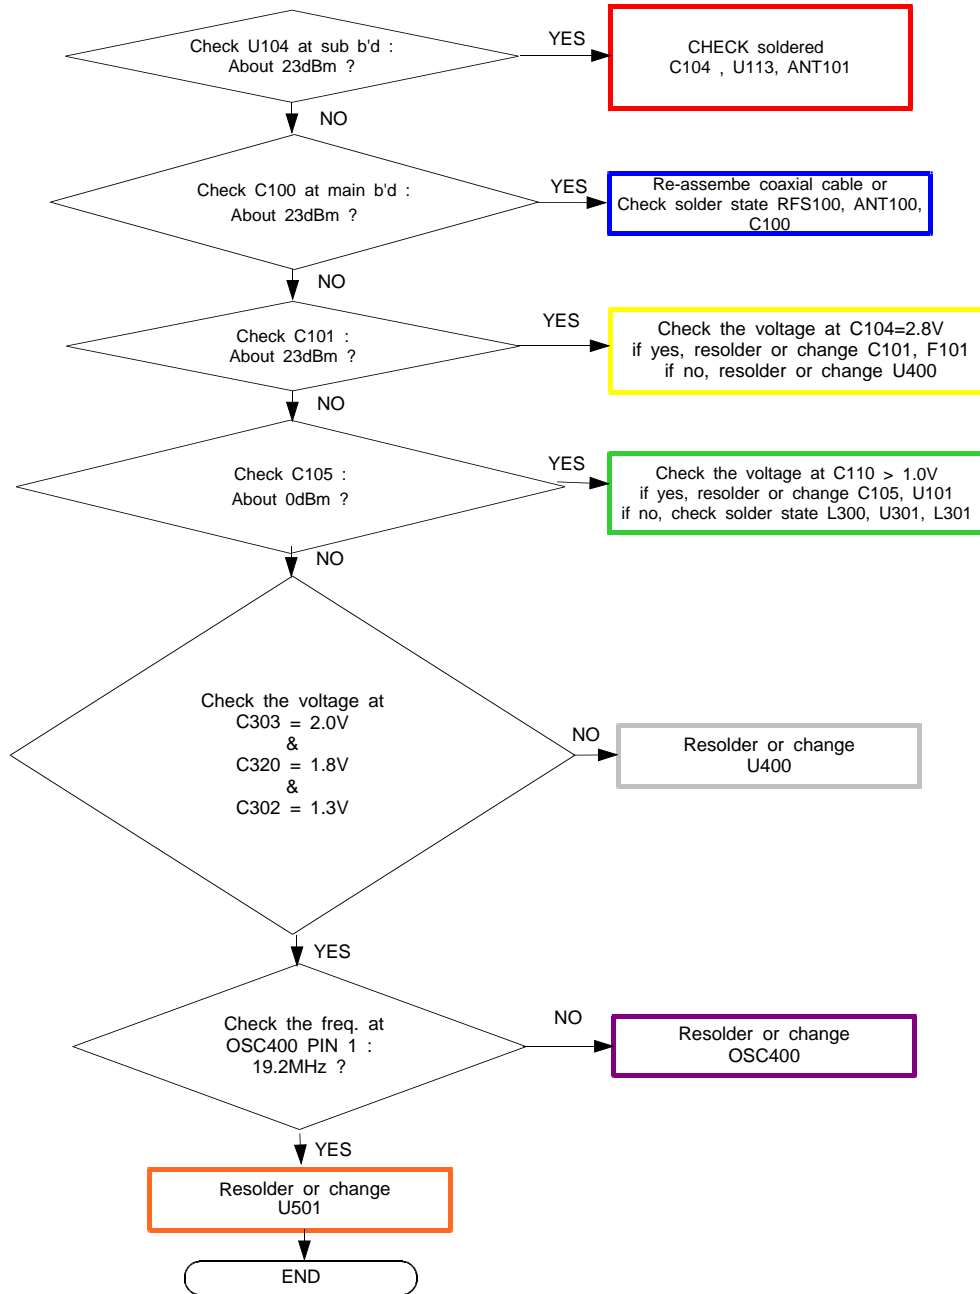 Check U104 at sub b'd :
About 23dBm ?
YES
CHECK soldered
C104 , U113, ANT101
NO
Check C100 at main b'd :
About 23dBm ?
YES
Re-assembe coaxial cable or
Check solder state RFS100, ANT100,
C100
NO
Check C101 :
About 23dBm ?
YES
Check the voltage at C104=2.8V
if yes, resolder or change C101, F101
if no, resolder or change U400
NO
Check C105 :
About 0dBm ?
YES
Check the voltage at C110 > 1.0V
if yes, resolder or change C105, U101
if no, check solder state L300, U301, L301
NO
Check the voltage at
C303 = 2.0V
&
C320 = 1.8V
&
C302 = 1.3V
NO
Resolder or change
U400
YES
Check the freq. at
OSC400 PIN 1 :
19.2MHz ?
NO
Resolder or change
OSC400
YES
Resolder or change
U501
END